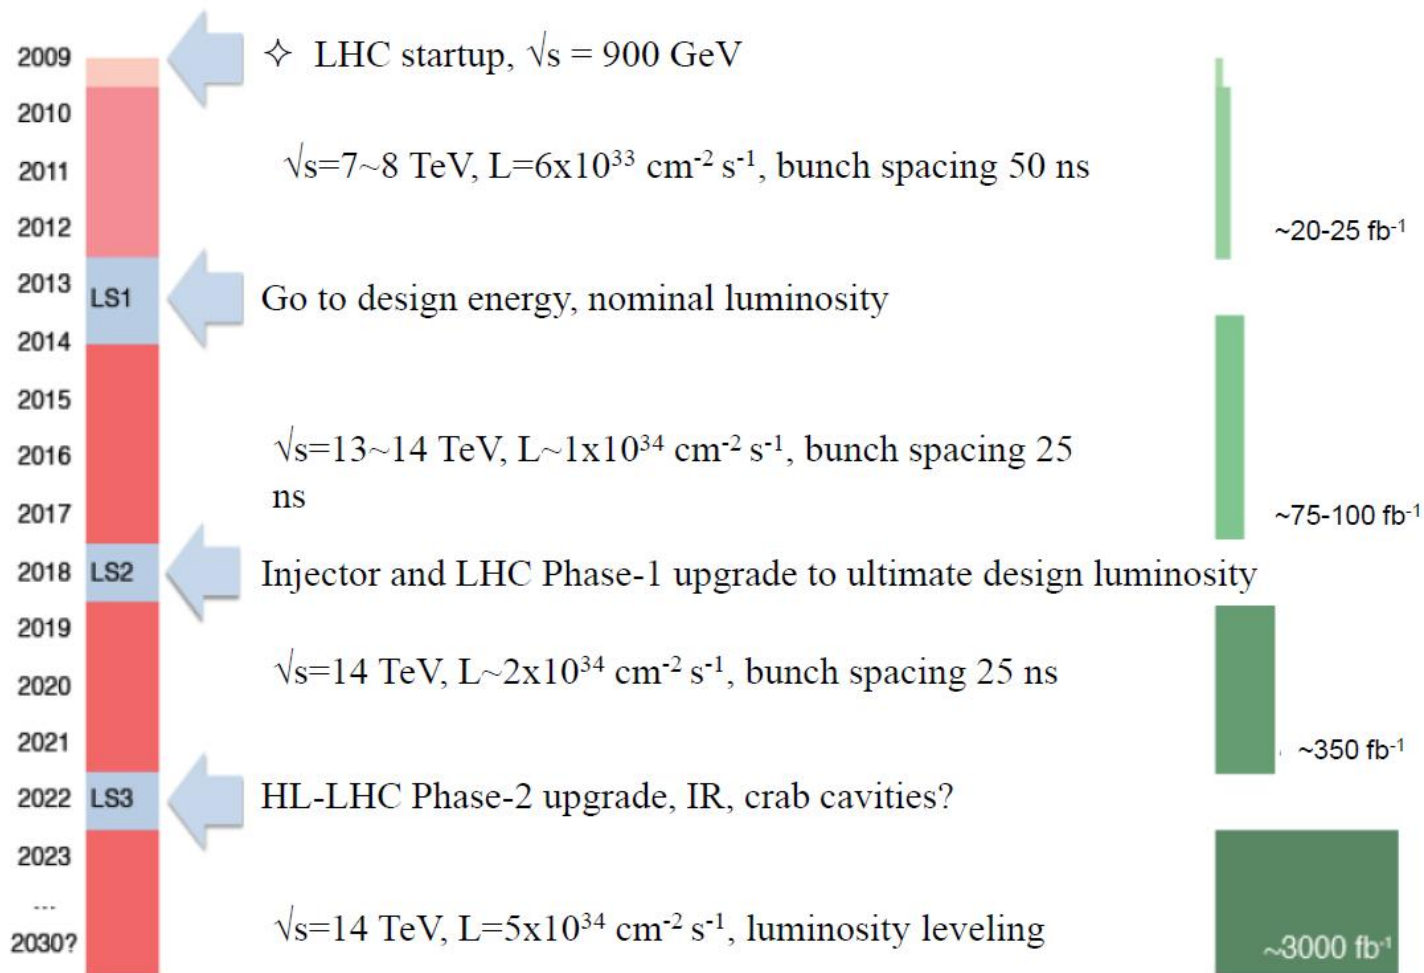 2009
✧ LHC startup, √s = 900 GeV
2010
2011
√s=7~8 TeV, L=6x10³³ cm⁻² s⁻¹, bunch spacing 50 ns
2012
~20-25 fb⁻¹
2013
LS1
Go to design energy, nominal luminosity
2014
2015
2016
√s=13~14 TeV, L~1x10³⁴ cm⁻² s⁻¹, bunch spacing 25
ns
2017
~75-100 fb⁻¹
2018
LS2
Injector and LHC Phase-1 upgrade to ultimate design luminosity
2019
2020
√s=14 TeV, L~2x10³⁴ cm⁻² s⁻¹, bunch spacing 25 ns
2021
~350 fb⁻¹
2022
LS3
HL-LHC Phase-2 upgrade, IR, crab cavities?
2023
...
2030?
√s=14 TeV, L=5x10³⁴ cm⁻² s⁻¹, luminosity leveling
~3000 fb⁻¹